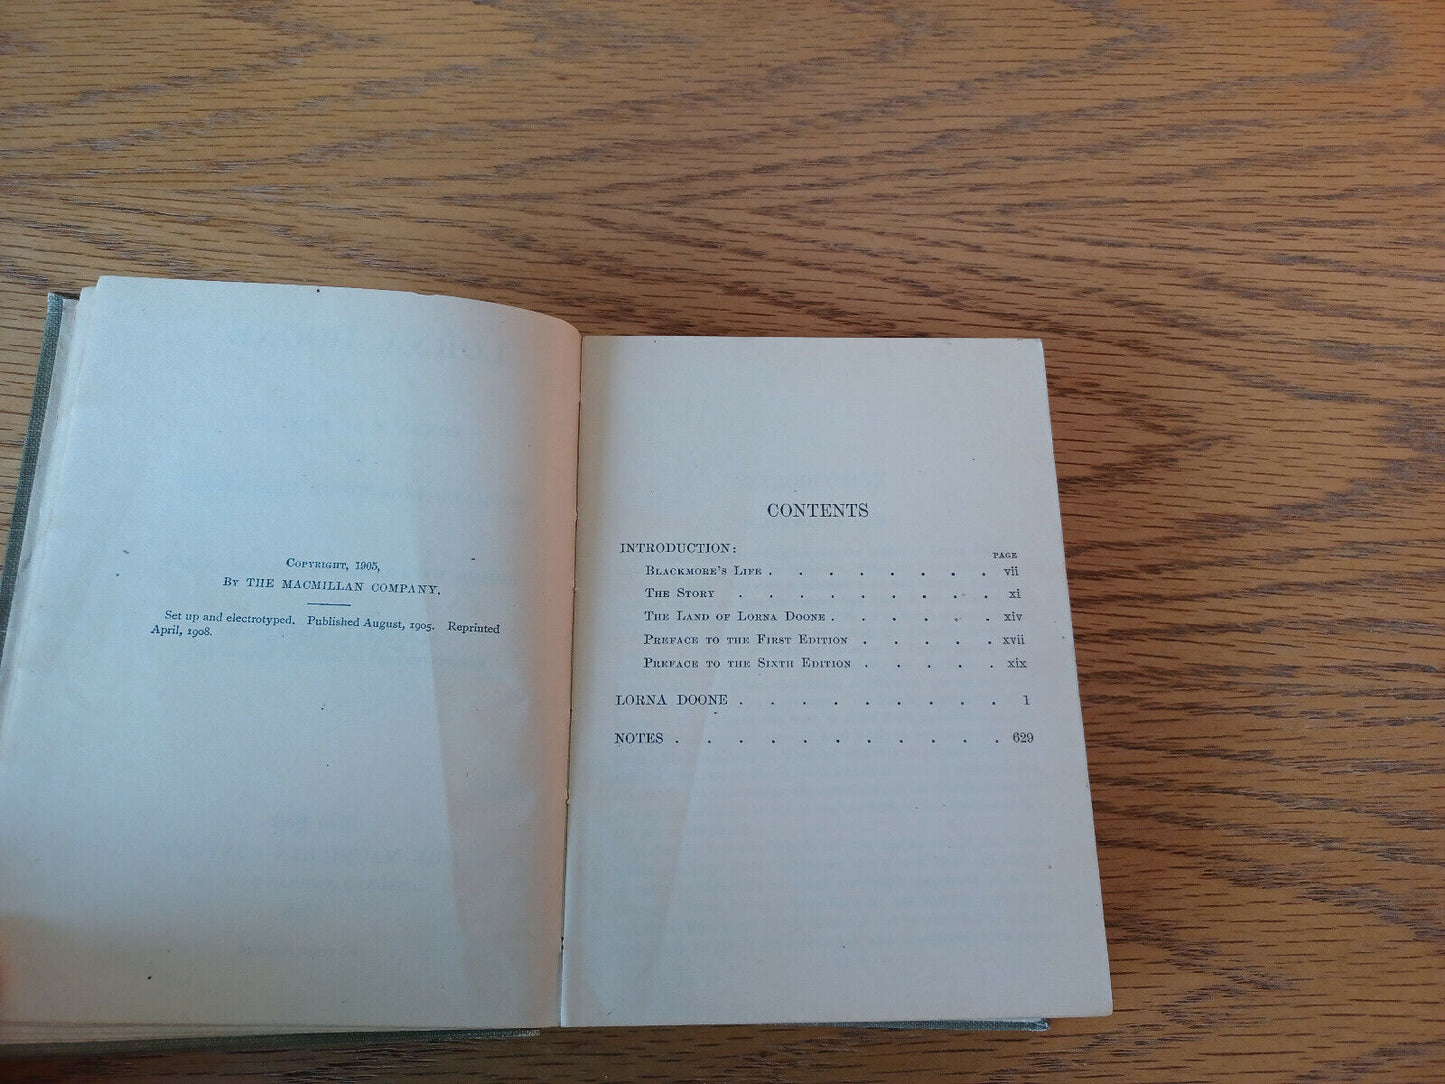 Copyright, 1905,
By THE MACMILLAN COMPANY.
Set up and electrotyped. Published August, 1905. Reprinted
April, 1908.
CONTENTS
INTRODUCTION:
PAGE
Blackmore's Life . . . . . . . . vii
The Story . . . . . . . . . xi
The Land of Lorna Doone . . . . . . xiv
Preface to the First Edition . . . . . xvii
Preface to the Sixth Edition . . . . . xix
LORNA DOONE . . . . . . . . . 1
NOTES . . . . . . . . . . . 629